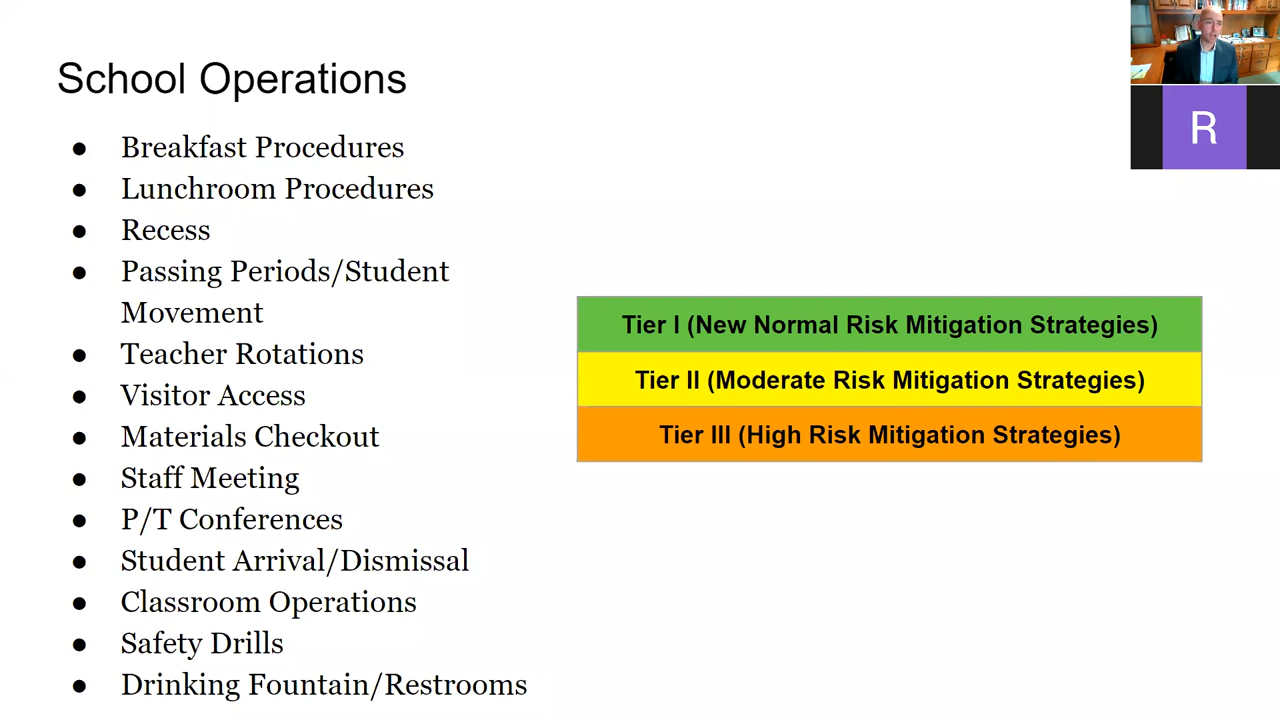 School Operations
● Breakfast Procedures
● Lunchroom Procedures
● Recess
● Passing Periods/Student
Movement
● Teacher Rotations
● Visitor Access
● Materials Checkout
● Staff Meeting
● P/T Conferences
● Student Arrival/Dismissal
● Classroom Operations
● Safety Drills
● Drinking Fountain/Restrooms
Tier I (New Normal Risk Mitigation Strategies)
Tier II (Moderate Risk Mitigation Strategies)
Tier III (High Risk Mitigation Strategies)
R